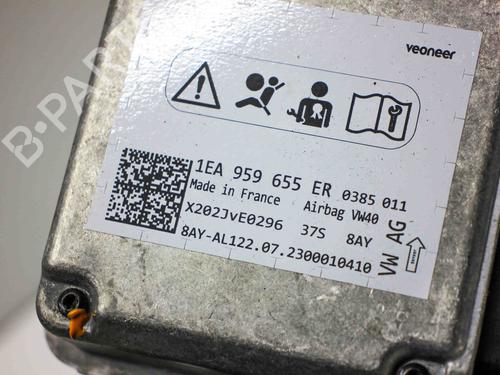 veoneer
B-PARTS
1EA 959 655 ER 0385 011
Made in France Airbag VW40
X202JvE0296 37S 8AY
8AY-AL122.07.2300010410
VW AG